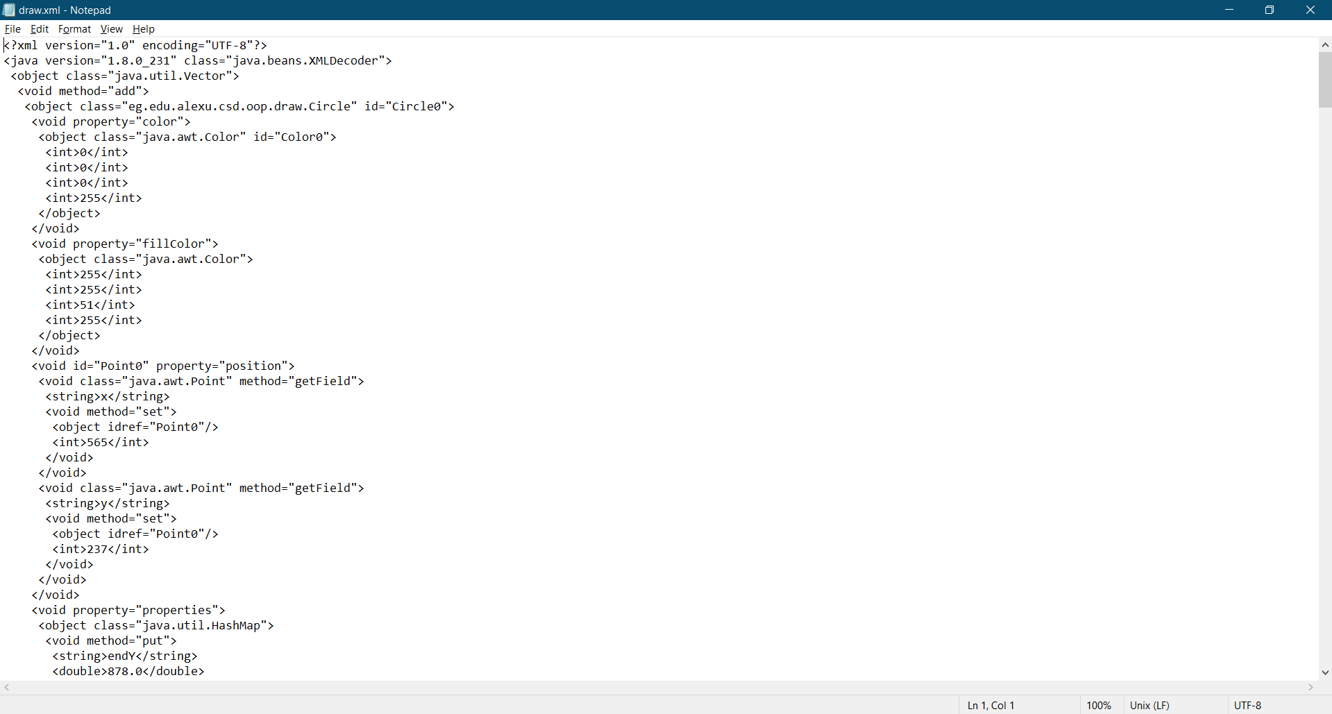 draw.xml - Notepad
File Edit Format View Help
<?xml version="1.0" encoding="UTF-8"?>
<java version="1.8.0_231" class="java.beans.XMLDecoder">
<object class="java.util.Vector">
<void method="add">
<object class="eg.edu.alexu.csd.oop.draw.Circle" id="Circle0">
<void property="color">
<object class="java.awt.Color" id="Color0">
<int>0</int>
<int>0</int>
<int>0</int>
<int>255</int>
</object>
</void>
<void property="fillColor">
<object class="java.awt.Color">
<int>255</int>
<int>255</int>
<int>51</int>
<int>255</int>
</object>
</void>
<void id="Point0" property="position">
<void class="java.awt.Point" method="getField">
<string>x</string>
<void method="set">
<object idref="Point0"/>
<int>565</int>
</void>
</void>
<void class="java.awt.Point" method="getField">
<string>y</string>
<void method="set">
<object idref="Point0"/>
<int>237</int>
</void>
</void>
</void>
<void property="properties">
<object class="java.util.HashMap">
<void method="put">
<string>endY</string>
<double>878.0</double>
Ln 1, Col 1 100% Unix (LF) UTF-8